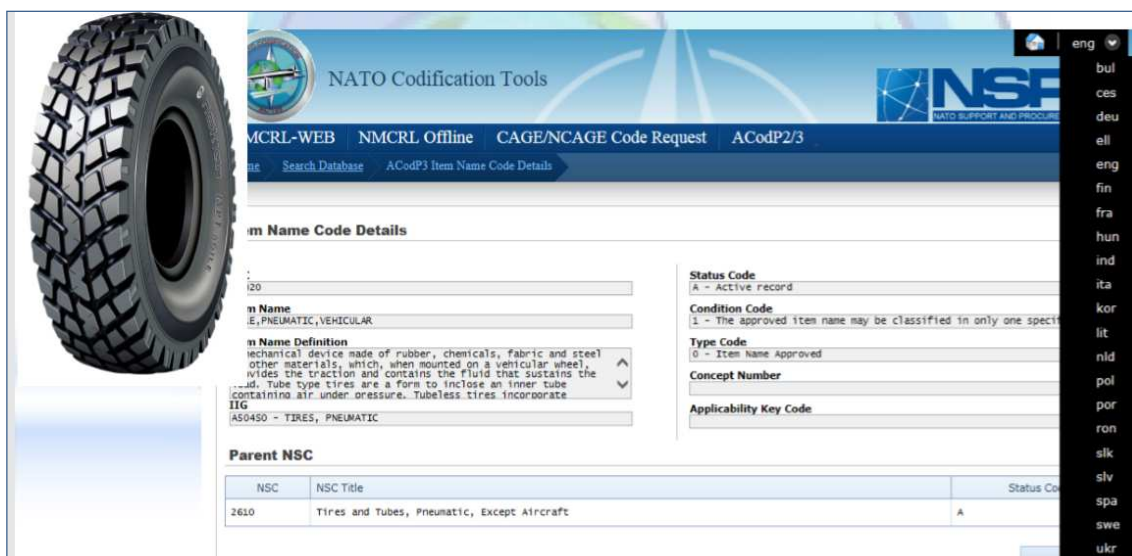 NATO Codification Tools
eng
NATO SUPPORT AND PROCURE
MCRL-WEB NMCRL Offline CAGE/NCAGE Code Request ACodP2/3
Search Database ACodP3 Item Name Code Details
m Name Code Details
020
m Name
E,PNEUMATIC,VEHICULAR
m Name Definition
mechanical device made of rubber, chemicals, fabric and steel
other materials, which, when mounted on a vehicular wheel,
vides the traction and contains the fluid that sustains the
ad. Tube type tires are a form to inclose an inner tube
containing air under pressure. Tubeless tires incorporate
IIG
A504S0 - TIRES, PNEUMATIC
Status Code
A - Active record
Condition Code
1 - The approved item name may be classified in only one specif
Type Code
0 - Item Name Approved
Concept Number
Applicability Key Code
Parent NSC
NSC NSC Title Status Co
2610 Tires and Tubes, Pneumatic, Except Aircraft A
bul
ces
deu
ell
eng
fin
fra
hun
ind
ita
kor
lit
nld
pol
por
ron
slk
slv
spa
swe
ukr